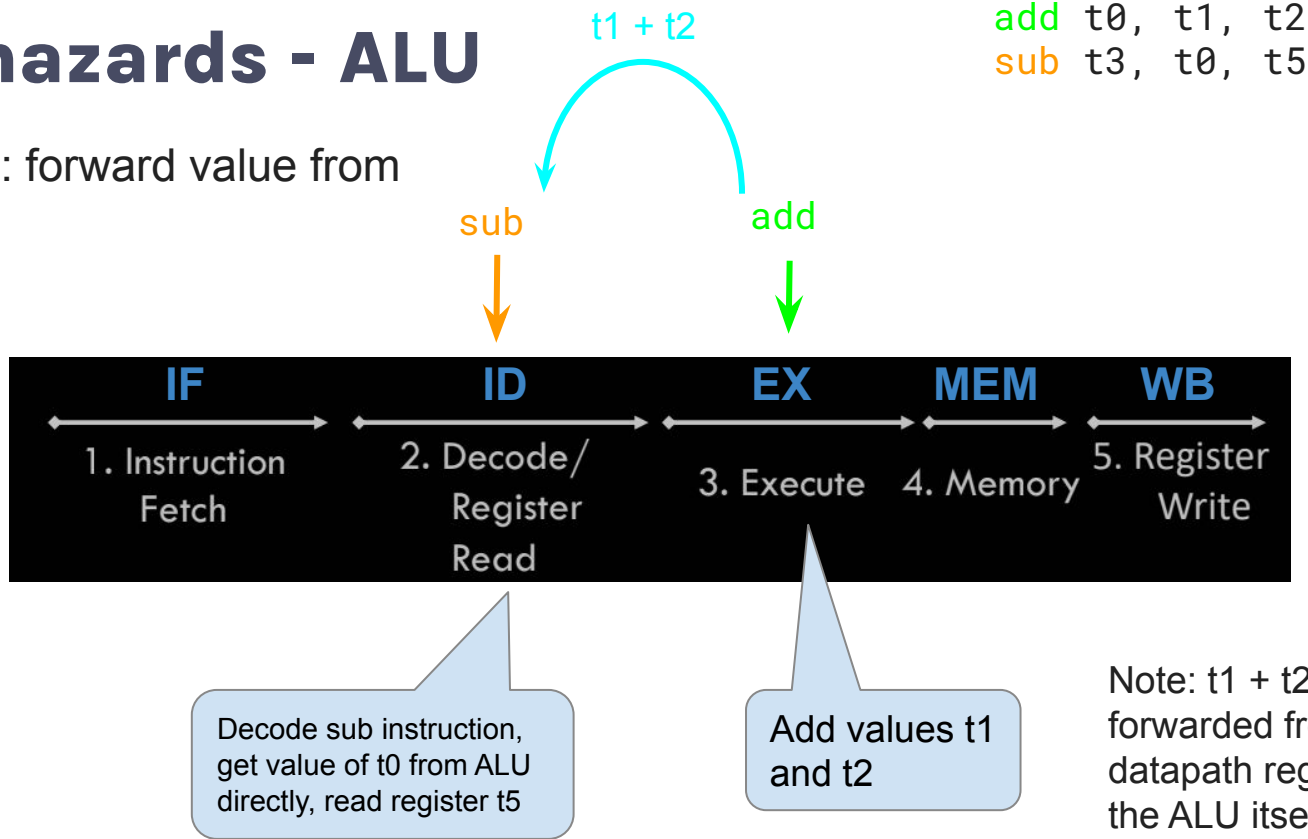 hazards - ALU
t1 + t2
add t0, t1, t2
sub t3, t0, t5
: forward value from
sub
add
IF
ID
EX
MEM
WB
1. Instruction
Fetch
2. Decode/
Register
Read
3. Execute
4. Memory
5. Register
Write
Decode sub instruction,
get value of t0 from ALU
directly, read register t5
Add values t1
and t2
Note: t1 + t2
forwarded fr
datapath reg
the ALU itse